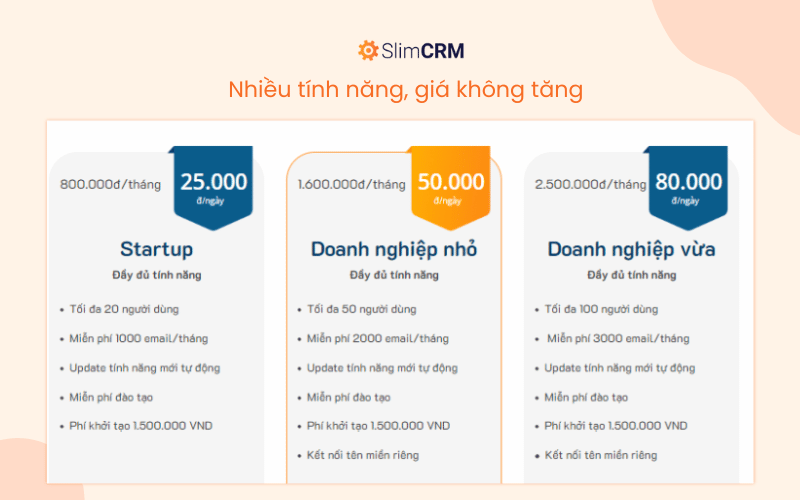 SlimCRM
Nhiều tính năng, giá không tăng
800.000đ/tháng
25.000
đ/ngày
Startup
Đầy đủ tính năng
• Tối đa 20 người dùng
• Miễn phí 1000 email/tháng
• Update tính năng mới tự động
• Miễn phí đào tạo
• Phí khởi tạo 1.500.000 VND
1.600.000đ/tháng
50.000
đ/ngày
Doanh nghiệp nhỏ
Đầy đủ tính năng
• Tối đa 50 người dùng
• Miễn phí 2000 email/tháng
• Update tính năng mới tự động
• Miễn phí đào tạo
• Phí khởi tạo 1.500.000 VND
• Kết nối tên miền riêng
2.500.000đ/tháng
80.000
đ/ngày
Doanh nghiệp vừa
Đầy đủ tính năng
• Tối đa 100 người dùng
• Miễn phí 3000 email/tháng
• Update tính năng mới tự động
• Miễn phí đào tạo
• Phí khởi tạo 1.500.000 VND
• Kết nối tên miền riêng